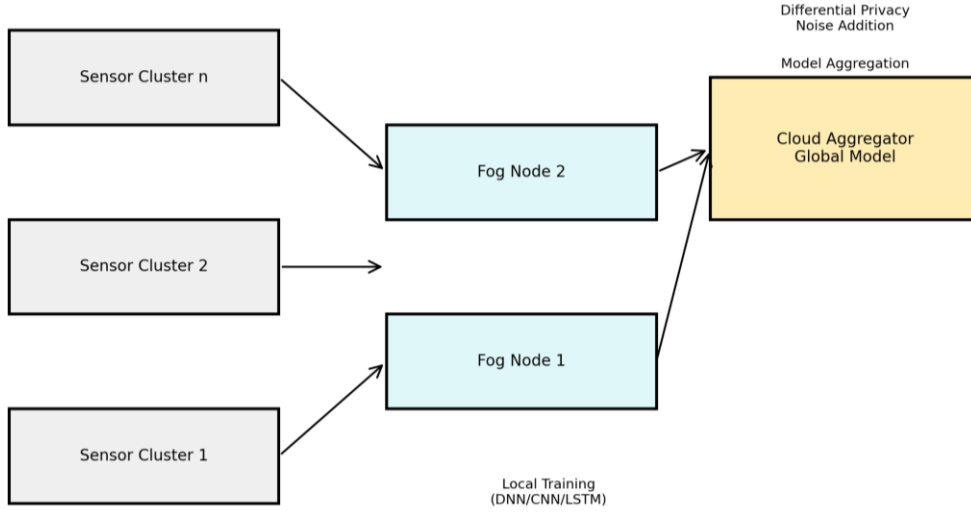 Differential Privacy
Noise Addition
Model Aggregation
Sensor Cluster n
Cloud Aggregator
Global Model
Fog Node 2
Sensor Cluster 2
Fog Node 1
Sensor Cluster 1
Local Training
(DNN/CNN/LSTM)